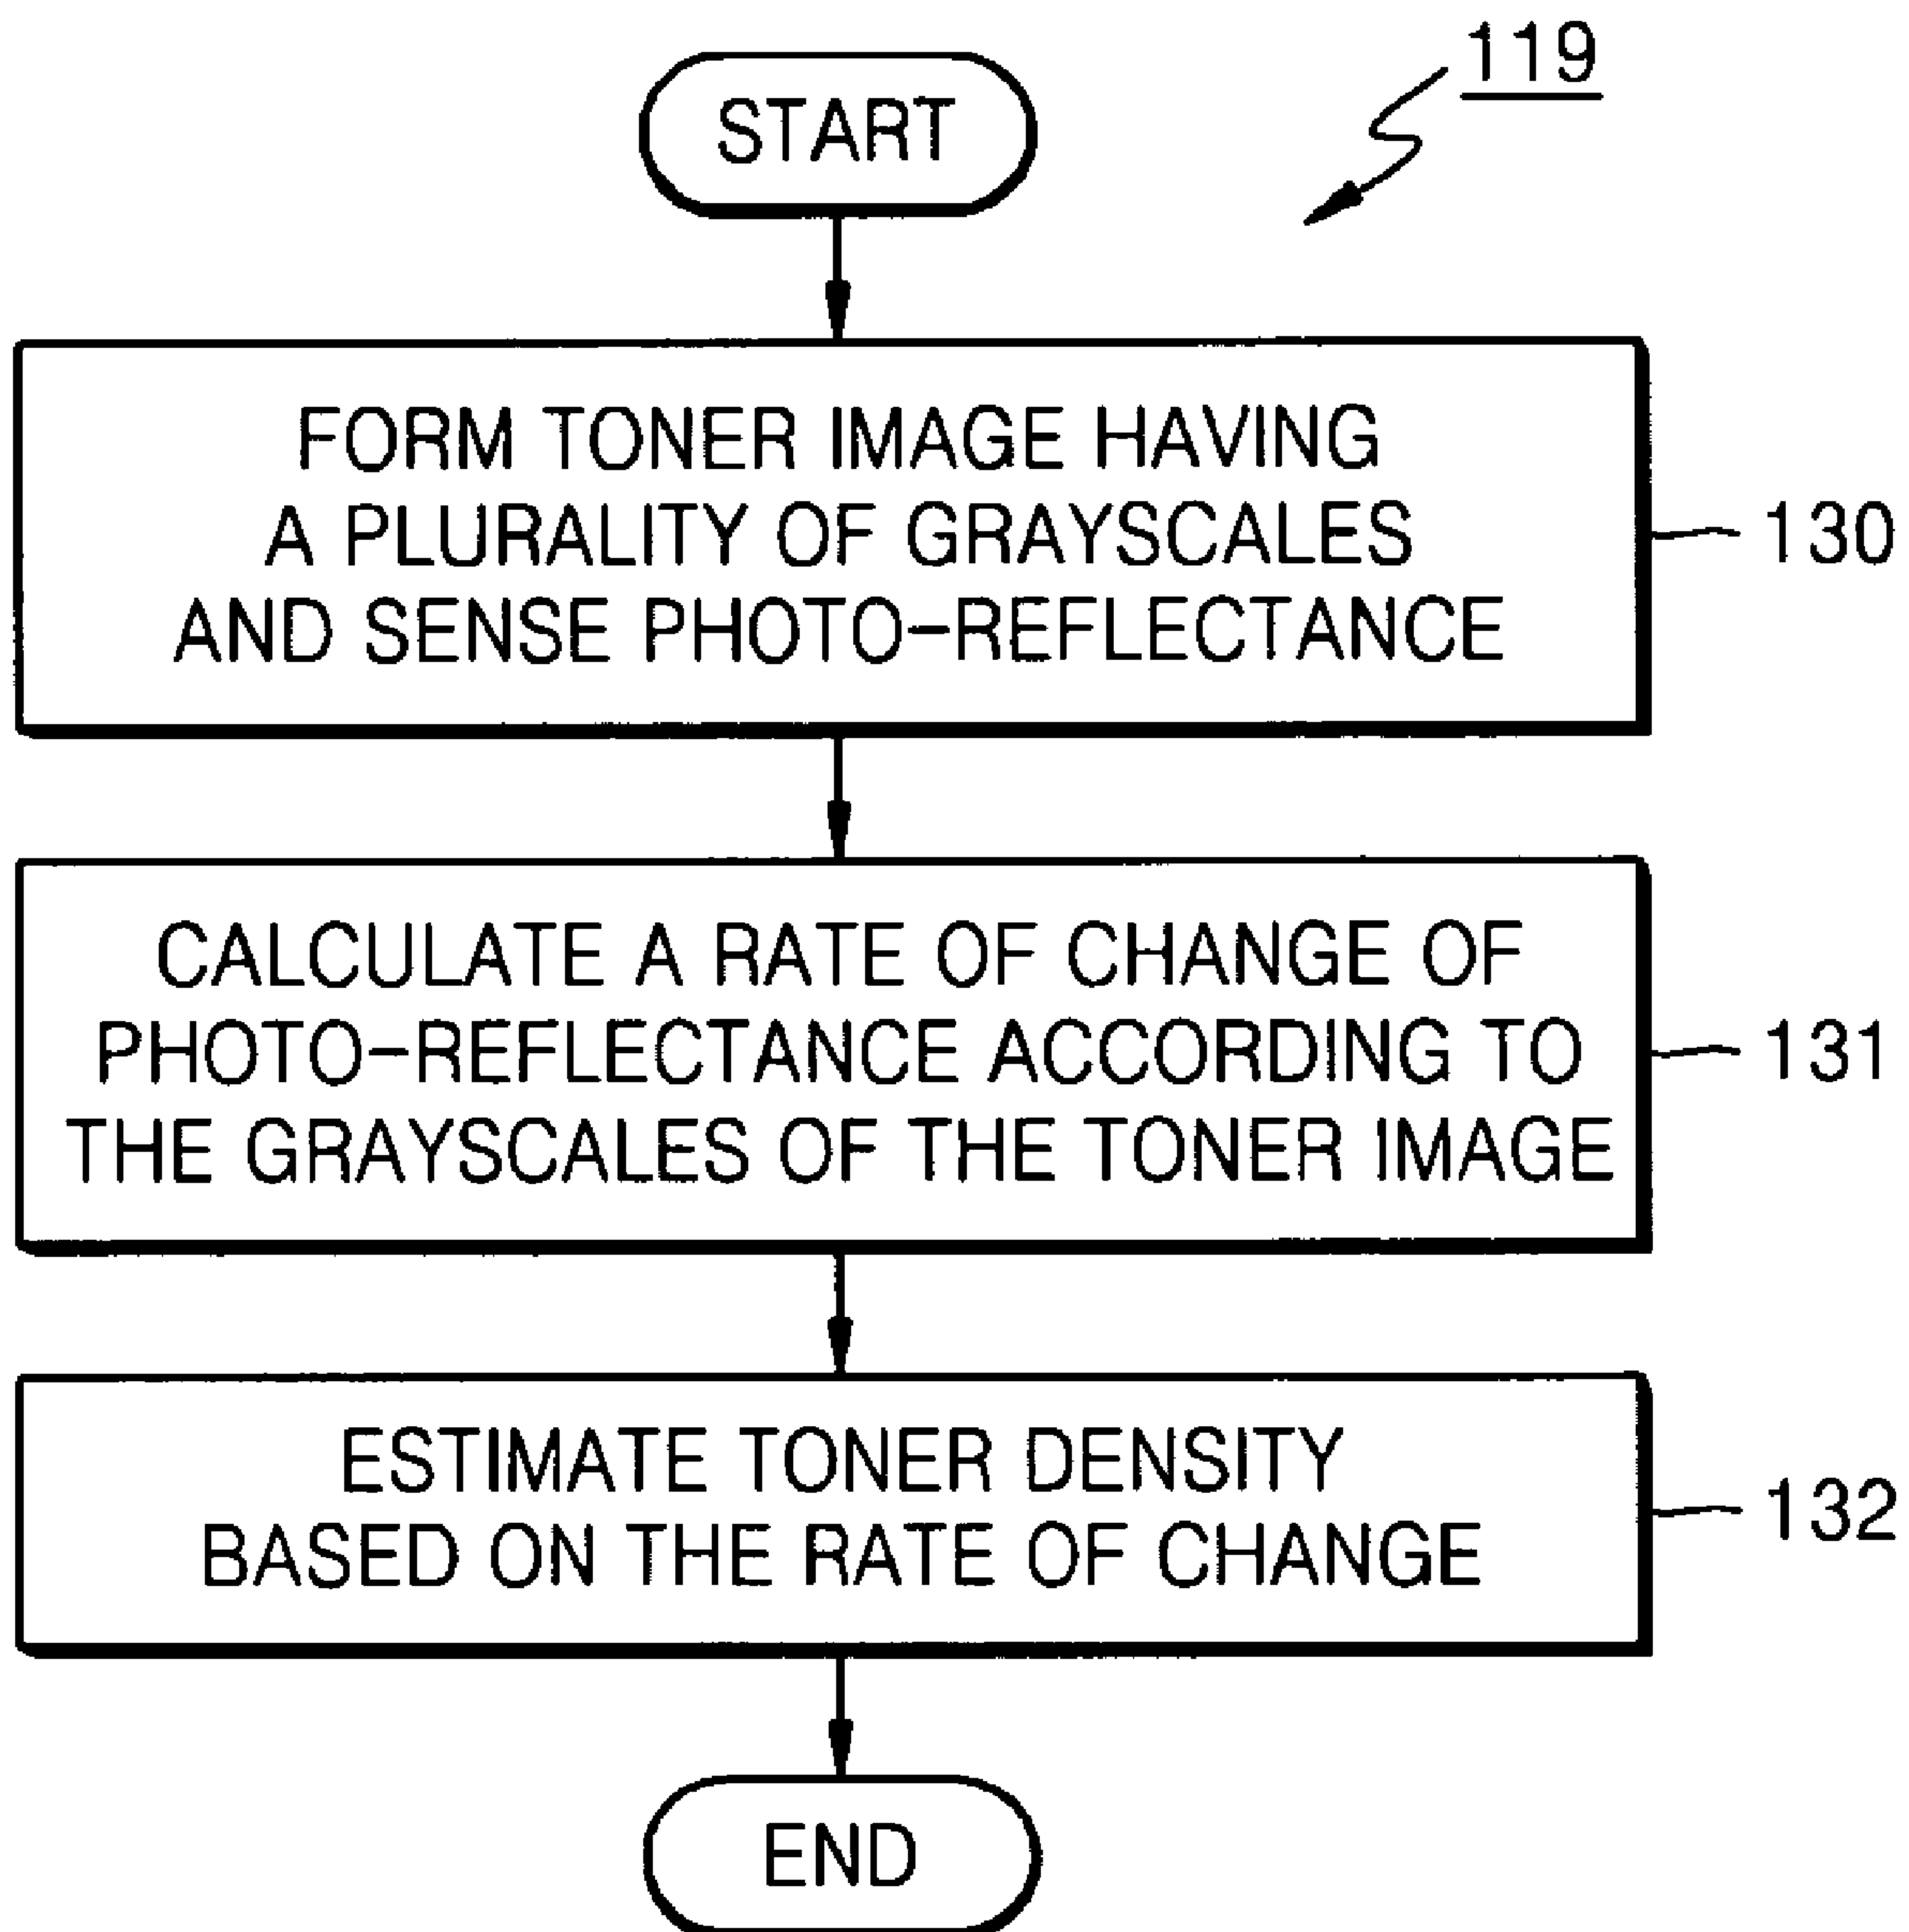 119
START
FORM TONER IMAGE HAVING
A PLURALITY OF GRAYSCALES
AND SENSE PHOTO-REFLECTANCE
130
CALCULATE A RATE OF CHANGE OF
PHOTO-REFLECTANCE ACCORDING TO
THE GRAYSCALES OF THE TONER IMAGE
131
ESTIMATE TONER DENSITY
BASED ON THE RATE OF CHANGE
132
END